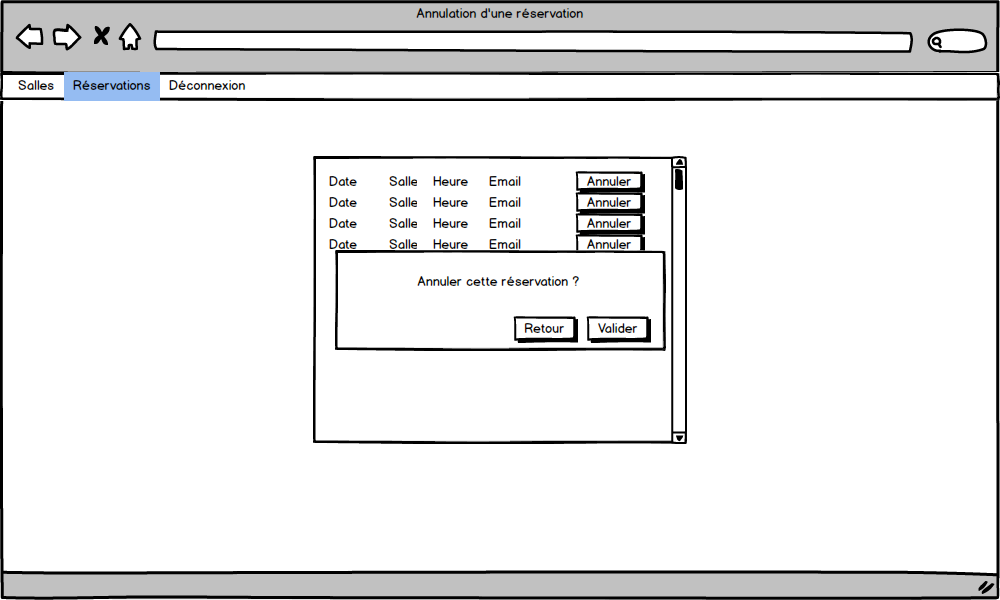 Annulation d'une réservation
Salles Réservations Déconnexion
Date Salle Heure Email Annuler
Date Salle Heure Email Annuler
Date Salle Heure Email Annuler
Date Salle Heure Email Annuler
Annuler cette réservation ?
Retour Valider